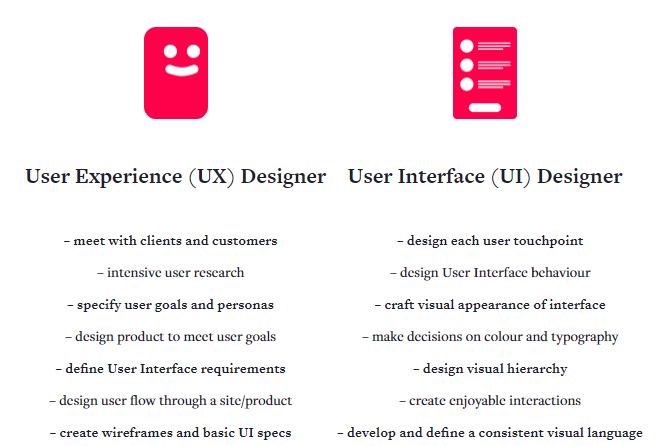 User Experience (UX) Designer
– meet with clients and customers
– intensive user research
– specify user goals and personas
– design product to meet user goals
– define User Interface requirements
– design user flow through a site/product
– create wireframes and basic UI specs
User Interface (UI) Designer
– design each user touchpoint
– design User Interface behaviour
– craft visual appearance of interface
– make decisions on colour and typography
– design visual hierarchy
– create enjoyable interactions
– develop and define a consistent visual language